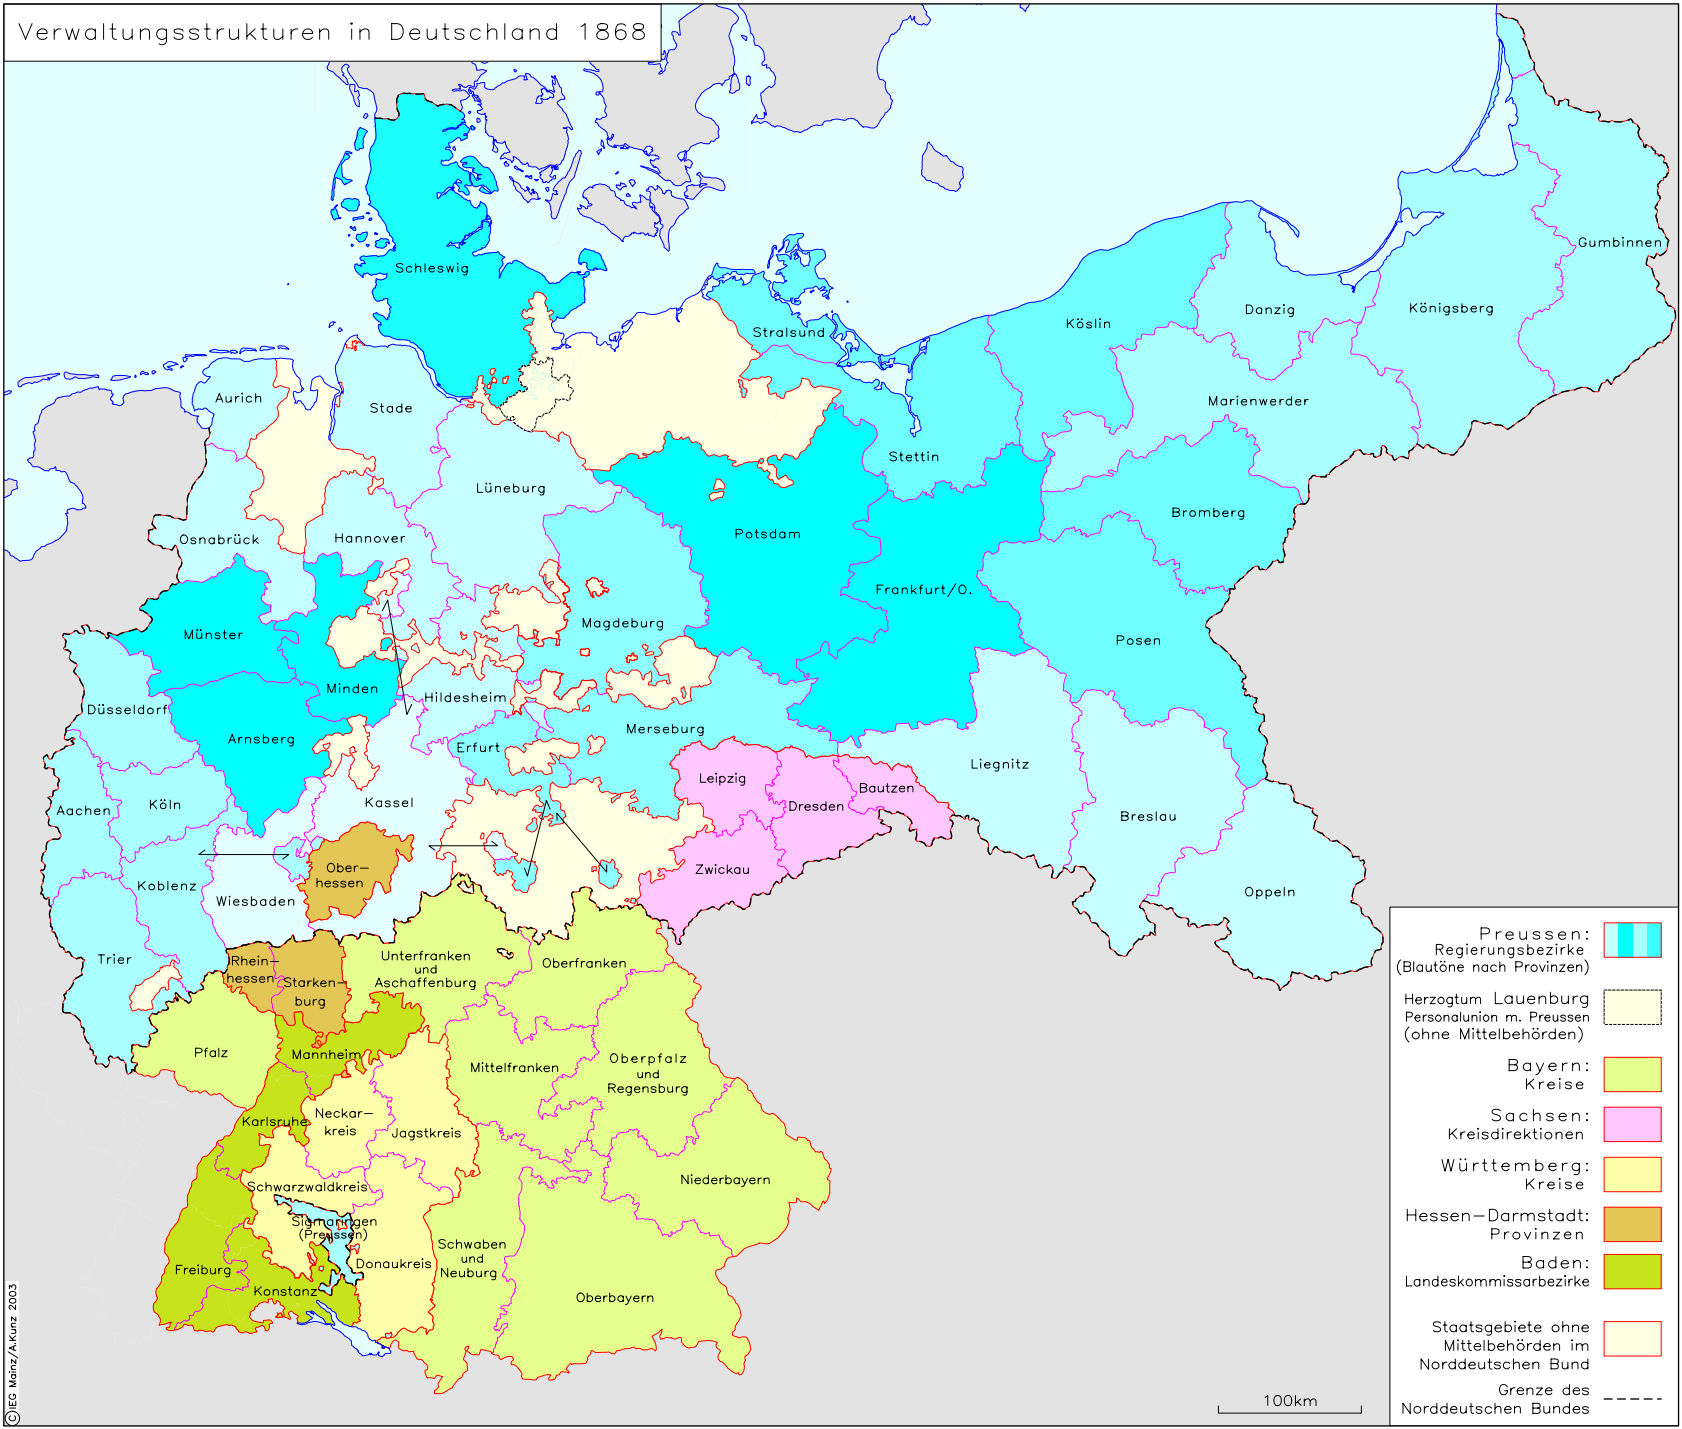 Verwaltungsstrukturen in Deutschland 1868
Schleswig
Gumbinnen
Königsberg
Danzig
Köslin
Stralsund
Aurich
Stade
Marienwerder
Stettin
Lüneburg
Bromberg
Osnabrück
Hannover
Potsdam
Frankfurt/O.
Magdeburg
Münster
Posen
Minden
Hildesheim
Düsseldorf
Arnsberg
Erfurt
Merseburg
Liegnitz
Leipzig
Bautzen
Dresden
Aachen
Köln
Kassel
Breslau
Ober-
hessen
Zwickau
Koblenz
Wiesbaden
Oppeln
Trier
Rhein-
hessen
Starken-
burg
Unterfranken
und
Aschaffenburg
Oberfranken
Pfalz
Mannheim
Mittelfranken
Oberpfalz
und
Regensburg
Karlsruhe
Neckar-
kreis
Jagstkreis
Schwarzwaldkreis
Niederbayern
Sigmaringen
(Preussen)
Schwaben
und
Neuburg
Donaukreis
Freiburg
Konstanz
Oberbayern
Preussen:
Regierungsbezirke
(Blautöne nach Provinzen)
Herzogtum Lauenburg
Personalunion m. Preussen
(ohne Mittelbehörden)
Bayern:
Kreise
Sachsen:
Kreisdirektionen
Württemberg:
Kreise
Hessen-Darmstadt:
Provinzen
Baden:
Landeskommissarbezirke
Staatsgebiete ohne
Mittelbehörden im
Norddeutschen Bund
Grenze des
Norddeutschen Bundes
100km
©IEG Mainz/A.Kunz 2003